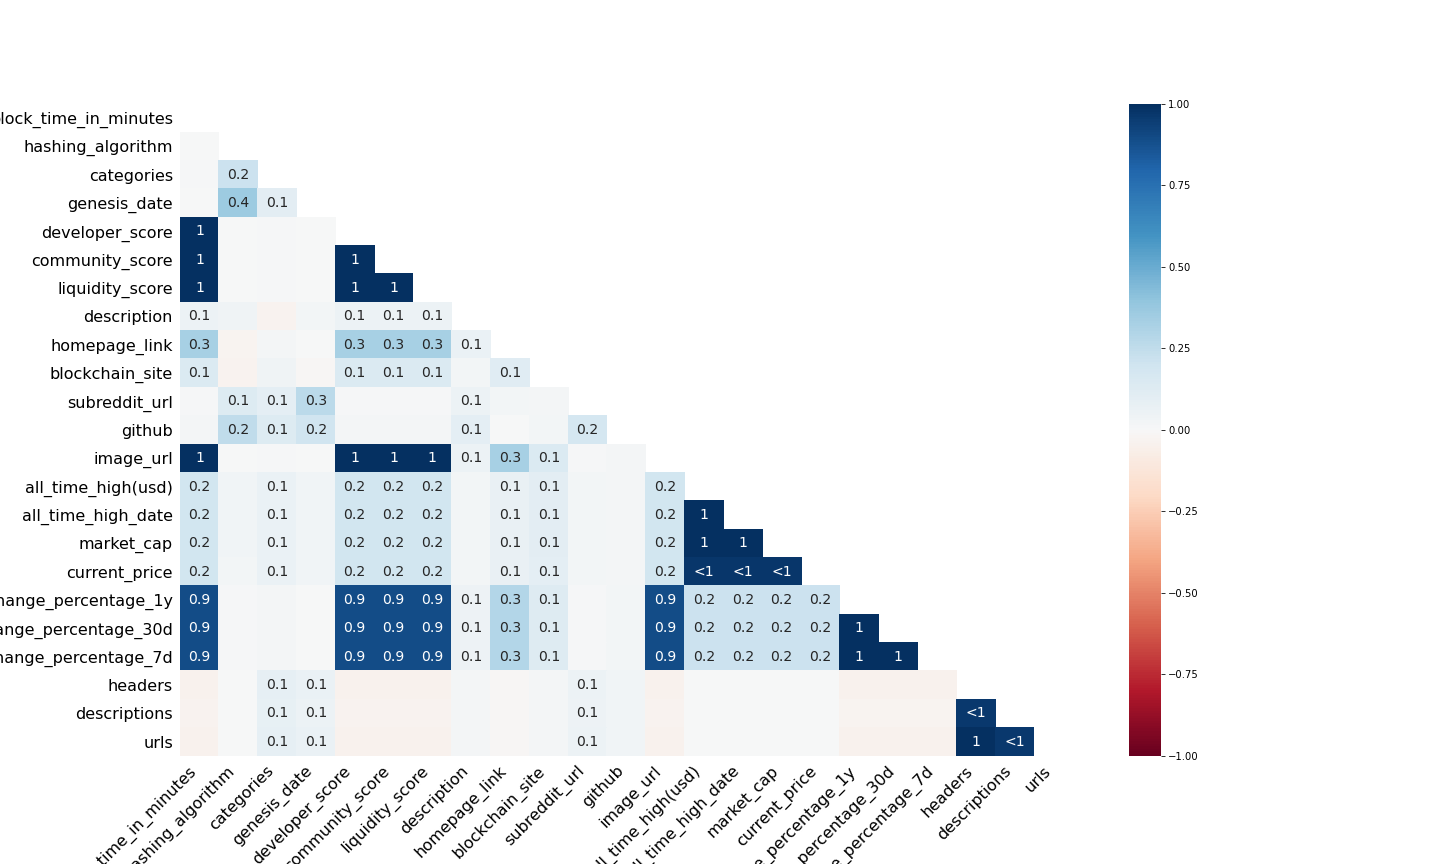 lock_time_in_minutes
hashing_algorithm
categories 0.2
genesis_date 0.4 0.1
developer_score 1
community_score 1 1
liquidity_score 1 1 1
description 0.1 0.1 0.1 0.1
homepage_link 0.3 0.3 0.3 0.3 0.1
blockchain_site 0.1 0.1 0.1 0.1 0.1
subreddit_url 0.1 0.1 0.3 0.1
github 0.2 0.1 0.2 0.1 0.2
image_url 1 1 1 1 0.1 0.3 0.1
all_time_high(usd) 0.2 0.1 0.2 0.2 0.2 0.1 0.1 0.2
all_time_high_date 0.2 0.1 0.2 0.2 0.2 0.1 0.1 0.2 1
market_cap 0.2 0.1 0.2 0.2 0.2 0.1 0.1 0.2 1 1
current_price 0.2 0.1 0.2 0.2 0.2 0.1 0.1 0.2 <1 <1 <1
hange_percentage_1y 0.9 0.9 0.9 0.9 0.1 0.3 0.1 0.9 0.2 0.2 0.2 0.2
ange_percentage_30d 0.9 0.9 0.9 0.9 0.1 0.3 0.1 0.9 0.2 0.2 0.2 0.2 1
hange_percentage_7d 0.9 0.9 0.9 0.9 0.1 0.3 0.1 0.9 0.2 0.2 0.2 0.2 1 1
headers 0.1 0.1 0.1
descriptions 0.1 0.1 0.1 <1
urls 0.1 0.1 0.1 1 <1
time_in_minutes
ashing_algorithm
categories
genesis_date
developer_score
community_score
liquidity_score
description
homepage_link
blockchain_site
subreddit_url
github
image_url
ll_time_high(usd)
ll_time_high_date
market_cap
current_price
e_percentage_1y
percentage_30d
e_percentage_7d
headers
descriptions
urls
1.00
0.75
0.50
0.25
0.00
−0.25
−0.50
−0.75
−1.00